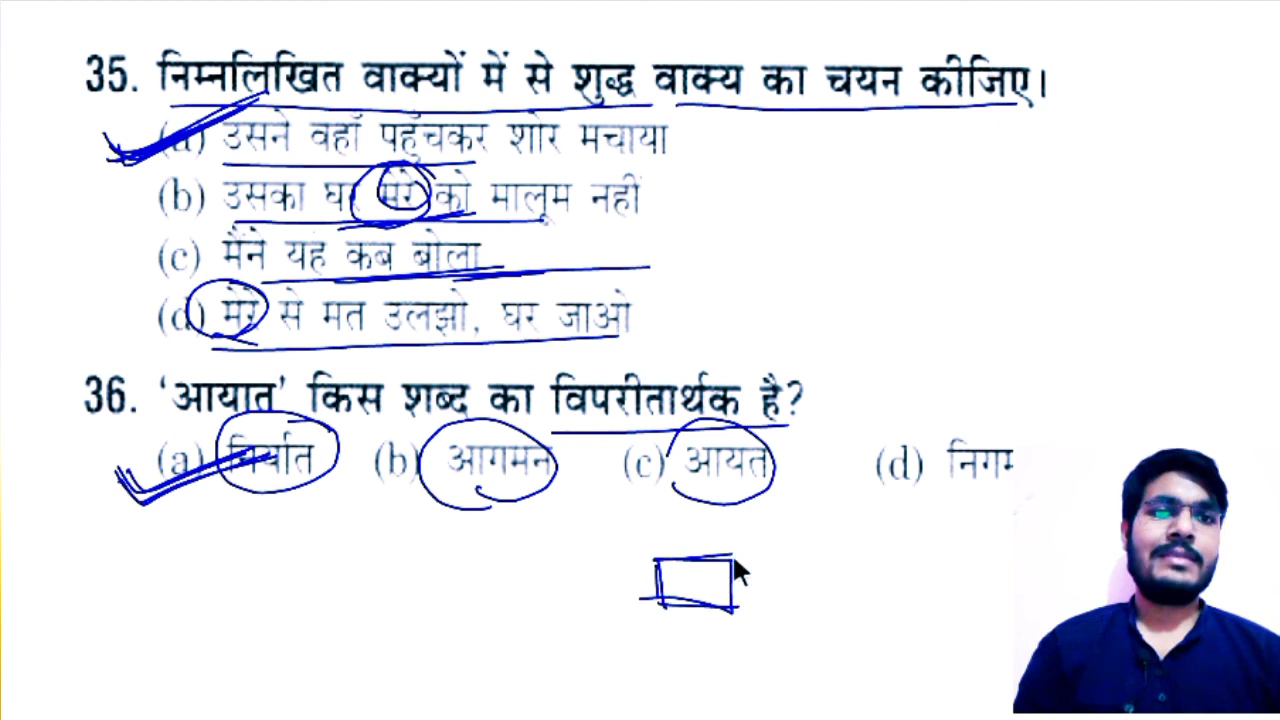 35. निम्नलिखित वाक्यों में से शुद्ध वाक्य का चयन कीजिए।
(a) उसने वहाँ पहुँचकर शोर मचाया
(b) उसका घर मेरे को मालूम नहीं
(c) मैंने यह कब बोला
(d) मेरे से मत उलझो, घर जाओ
36. 'आयात' किस शब्द का विपरीतार्थक है?
(a) निर्यात (b) आगमन (c) आयत (d)